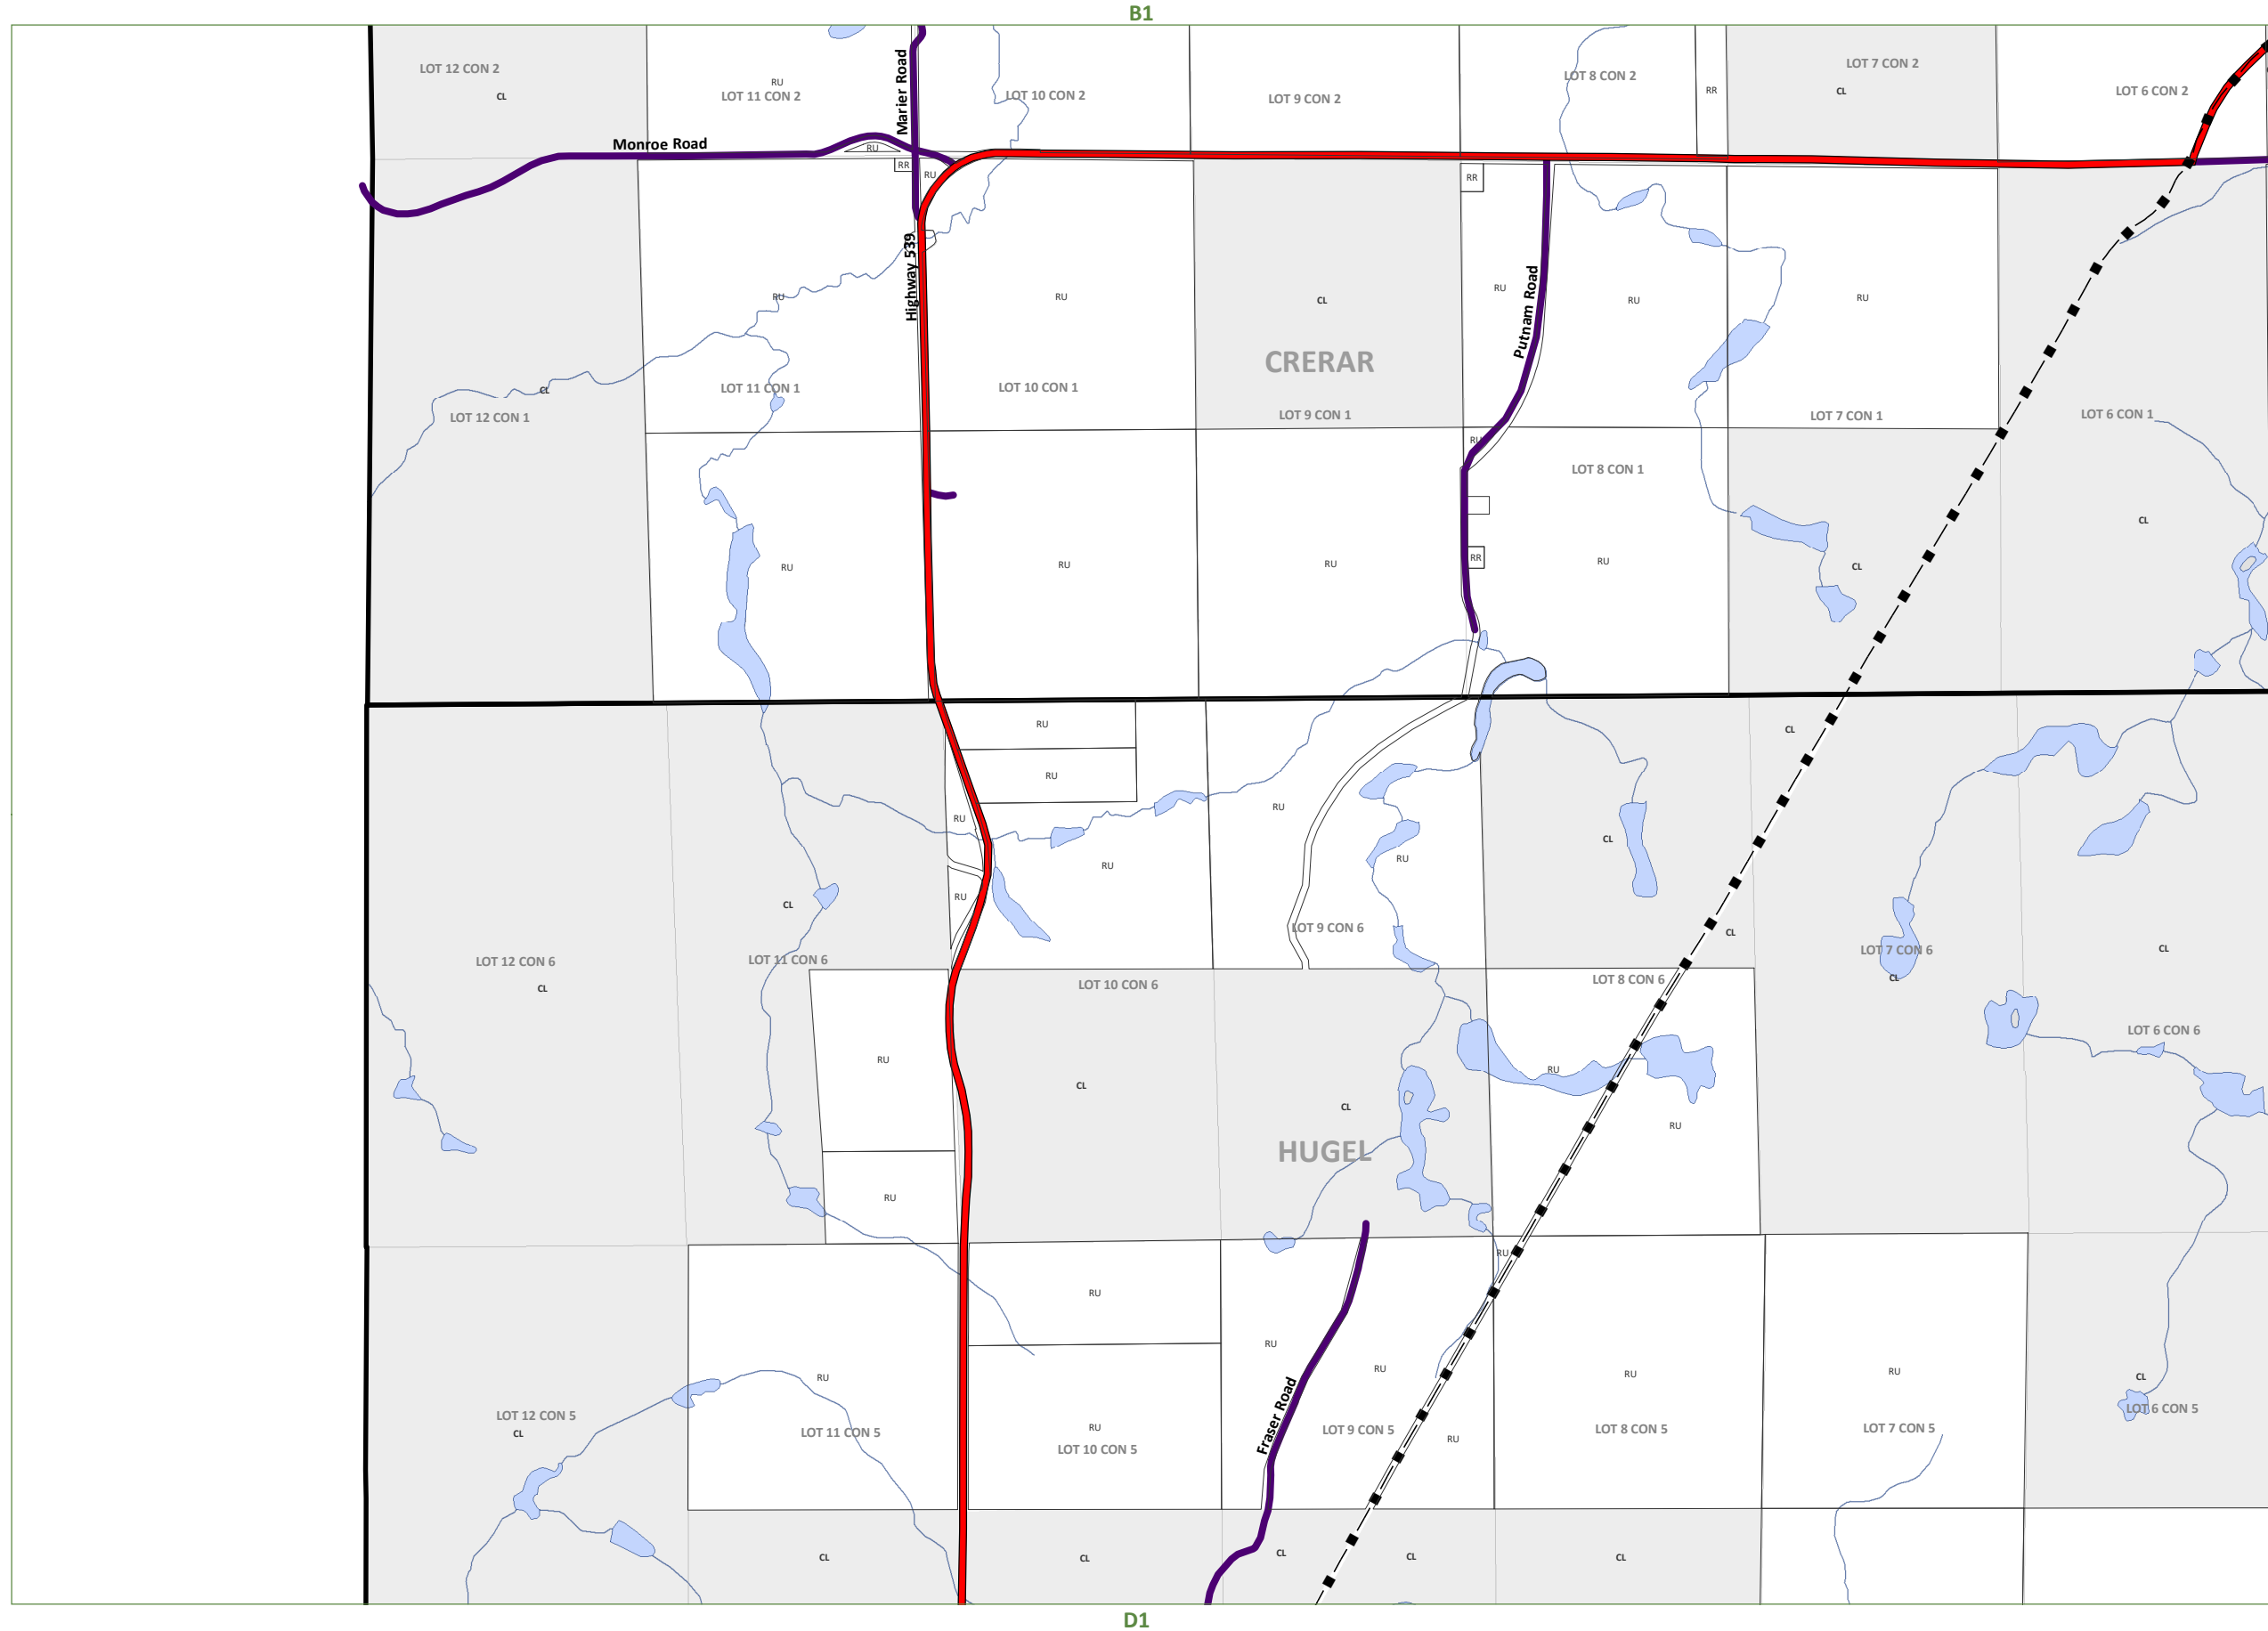 B1
LOT 12 CON 2
CL
RU
LOT 11 CON 2
Marier Road
LOT 10 CON 2
LOT 9 CON 2
LOT 8 CON 2
RR
LOT 7 CON 2
CL
LOT 6 CON 2
Monroe Road
RU
RR
RU
RR
Highway 539
RU
RU
CL
RU
Putnam Road
RU
RU
CRERAR
CL
LOT 12 CON 1
LOT 11 CON 1
LOT 10 CON 1
LOT 9 CON 1
LOT 7 CON 1
LOT 6 CON 1
RU
LOT 8 CON 1
CL
RU
RU
RU
RR
RU
CL
RU
CL
RU
RU
RU
CL
RU
RU
RU
CL
RU
LOT 9 CON 6
CL
LOT 12 CON 6
CL
LOT 11 CON 6
LOT 7 CON 6
CL
CL
LOT 10 CON 6
LOT 8 CON 6
LOT 6 CON 6
RU
CL
RU
CL
RU
HUGEL
RU
RU
RU
RU
RU
RU
RU
RU
CL
Fraser Road
LOT 12 CON 5
CL
LOT 11 CON 5
RU
LOT 10 CON 5
LOT 9 CON 5
RU
LOT 8 CON 5
LOT 7 CON 5
LOT 6 CON 5
CL
CL
CL
CL
CL
D1